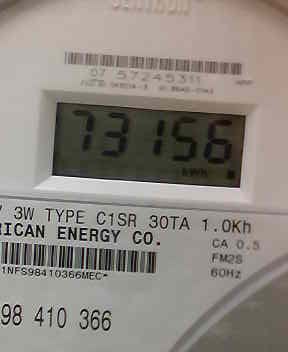 07 57245311
73156
kWh
3W TYPE C1SR 30TA 1.0Kh
RICAN ENERGY CO.
CA 0.5
FM2S
60Hz
1NFS98410366MEC*
98 410 366